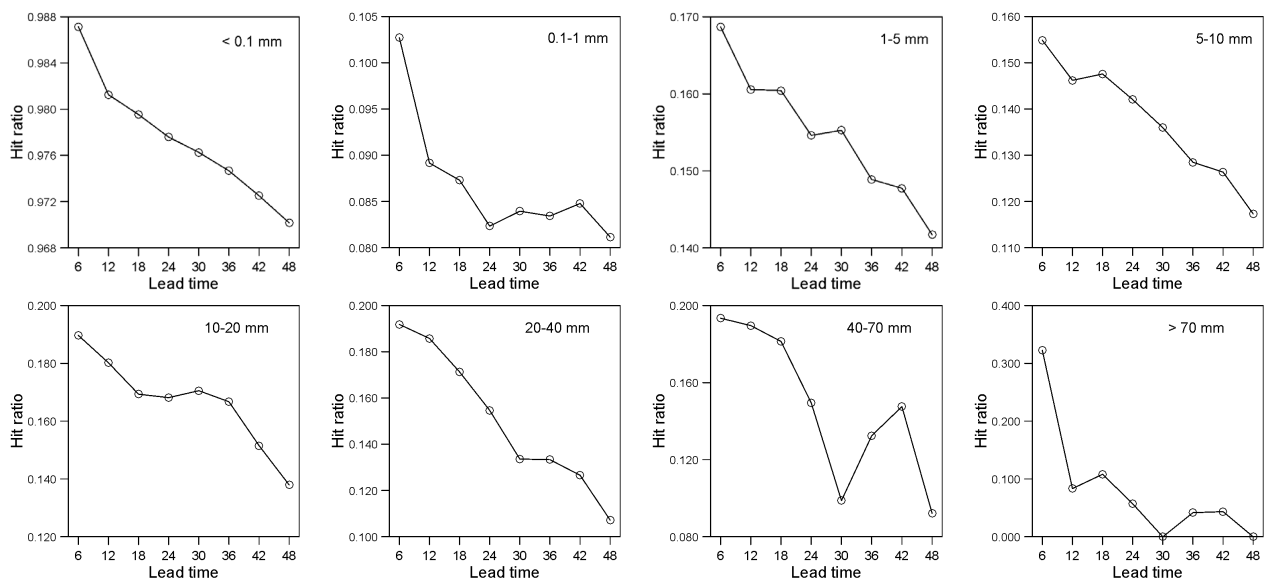 < 0.1 mm
Hit ratio
0.988
0.984
0.980
0.976
0.972
0.968
6 12 18 24 30 36 42 48
Lead time
0.1-1 mm
Hit ratio
0.105
0.100
0.095
0.090
0.085
0.080
6 12 18 24 30 36 42 48
Lead time
1-5 mm
Hit ratio
0.170
0.160
0.150
0.140
6 12 18 24 30 36 42 48
Lead time
5-10 mm
Hit ratio
0.160
0.150
0.140
0.130
0.120
0.110
6 12 18 24 30 36 42 48
Lead time
10-20 mm
Hit ratio
0.200
0.180
0.160
0.140
0.120
6 12 18 24 30 36 42 48
Lead time
20-40 mm
Hit ratio
0.200
0.180
0.160
0.140
0.120
0.100
6 12 18 24 30 36 42 48
Lead time
40-70 mm
Hit ratio
0.200
0.160
0.120
0.080
6 12 18 24 30 36 42 48
Lead time
> 70 mm
Hit ratio
0.400
0.300
0.200
0.100
0.000
6 12 18 24 30 36 42 48
Lead time